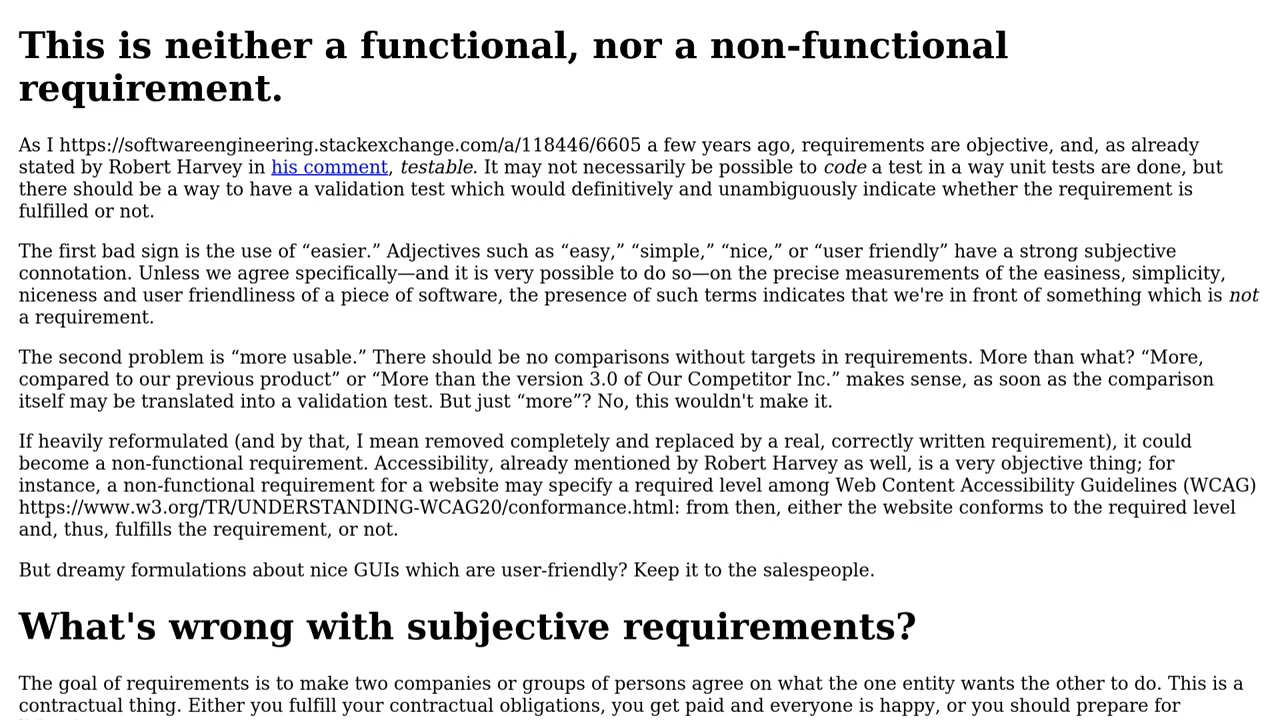 This is neither a functional, nor a non-functional
requirement.
As I https://softwareengineering.stackexchange.com/a/118446/6605 a few years ago, requirements are objective, and, as already
stated by Robert Harvey in his comment, testable. It may not necessarily be possible to code a test in a way unit tests are done, but
there should be a way to have a validation test which would definitively and unambiguously indicate whether the requirement is
fulfilled or not.
The first bad sign is the use of “easier.” Adjectives such as “easy,” “simple,” “nice,” or “user friendly” have a strong subjective
connotation. Unless we agree specifically—and it is very possible to do so—on the precise measurements of the easiness, simplicity,
niceness and user friendliness of a piece of software, the presence of such terms indicates that we're in front of something which is not
a requirement.
The second problem is “more usable.” There should be no comparisons without targets in requirements. More than what? “More,
compared to our previous product” or “More than the version 3.0 of Our Competitor Inc.” makes sense, as soon as the comparison
itself may be translated into a validation test. But just “more”? No, this wouldn't make it.
If heavily reformulated (and by that, I mean removed completely and replaced by a real, correctly written requirement), it could
become a non-functional requirement. Accessibility, already mentioned by Robert Harvey as well, is a very objective thing; for
instance, a non-functional requirement for a website may specify a required level among Web Content Accessibility Guidelines (WCAG)
https://www.w3.org/TR/UNDERSTANDING-WCAG20/conformance.html: from then, either the website conforms to the required level
and, thus, fulfills the requirement, or not.
But dreamy formulations about nice GUIs which are user-friendly? Keep it to the salespeople.
What's wrong with subjective requirements?
The goal of requirements is to make two companies or groups of persons agree on what the one entity wants the other to do. This is a
contractual thing. Either you fulfill your contractual obligations, you get paid and everyone is happy, or you should prepare for